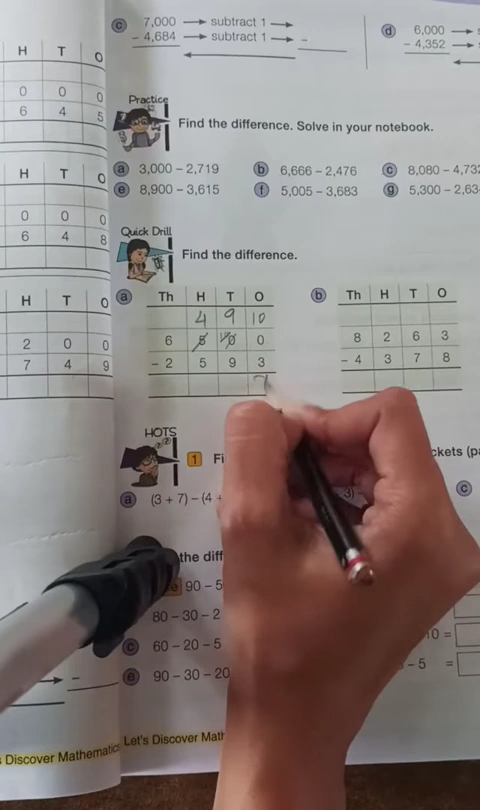 H T O
0 0 0
6 4 5
H T O
0 0 0
6 4 8
H T O
2 0 0
7 4 9
c 7,000 → subtract 1 →
- 4,684 → subtract 1 → -
d 6,000 →
- 4,352 →
Practice
Find the difference. Solve in your notebook.
a 3,000 – 2,719 b 6,666 – 2,476 c 8,080 – 4,732
e 8,900 – 3,615 f 5,005 – 3,683 g 5,300 – 2,63
Quick Drill
Find the difference.
a Th H T O
4 9 10
6 5 10 0
- 2 5 9 3
7
b Th H T O
8 2 6 3
- 4 3 7 8
HOTS
1 Fi ckets (pa
a (3 + 7) – (4 + 3) c
the diff
90 – 5
80 – 30 – 2 10 =
c 60 – 20 – 5 – 5 =
e 90 – 30 – 20
s Discover Mathematic
Let's Discover Math